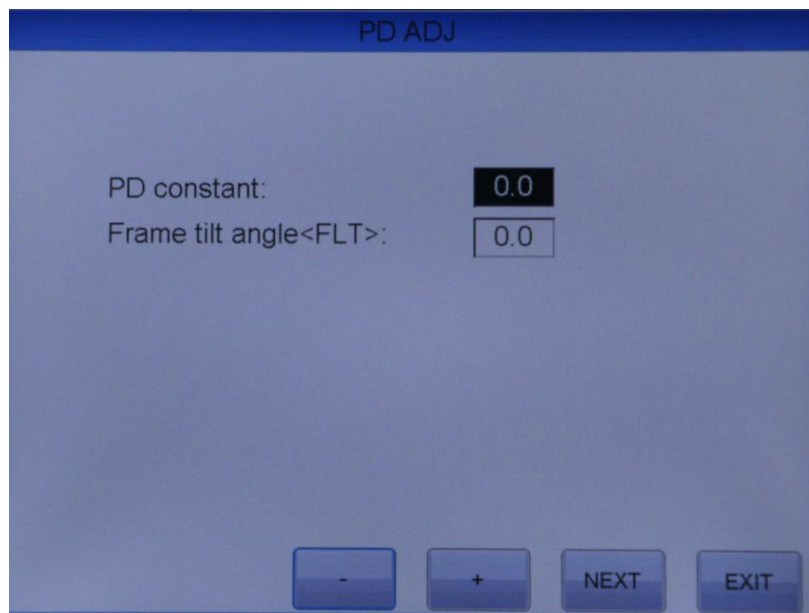 PD ADJ
PD constant: 0.0
Frame tilt angle<FLT>: 0.0
- + NEXT EXIT